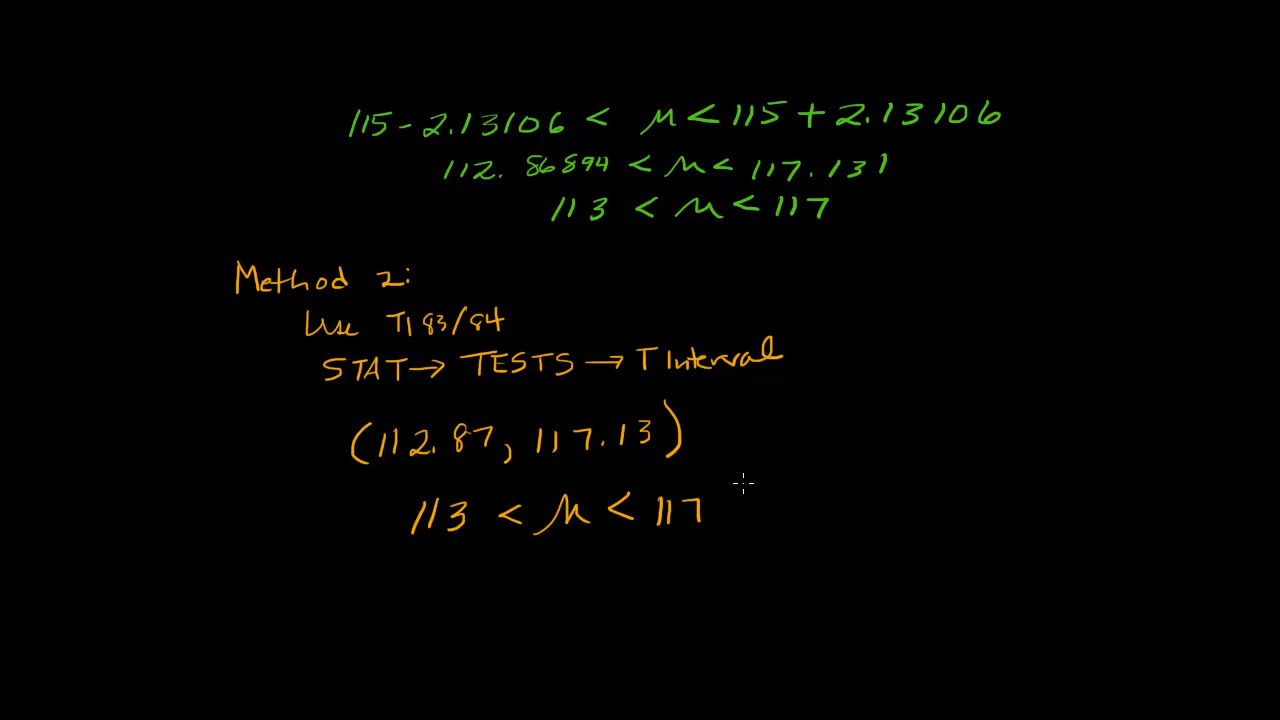 115 - 2.13106 < μ < 115 + 2.13106
112.86894 < μ < 117.131
113 < μ < 117
Method 2:
Use TI 83/84
STAT → TESTS → T Interval
(112.87, 117.13)
113 < μ < 117